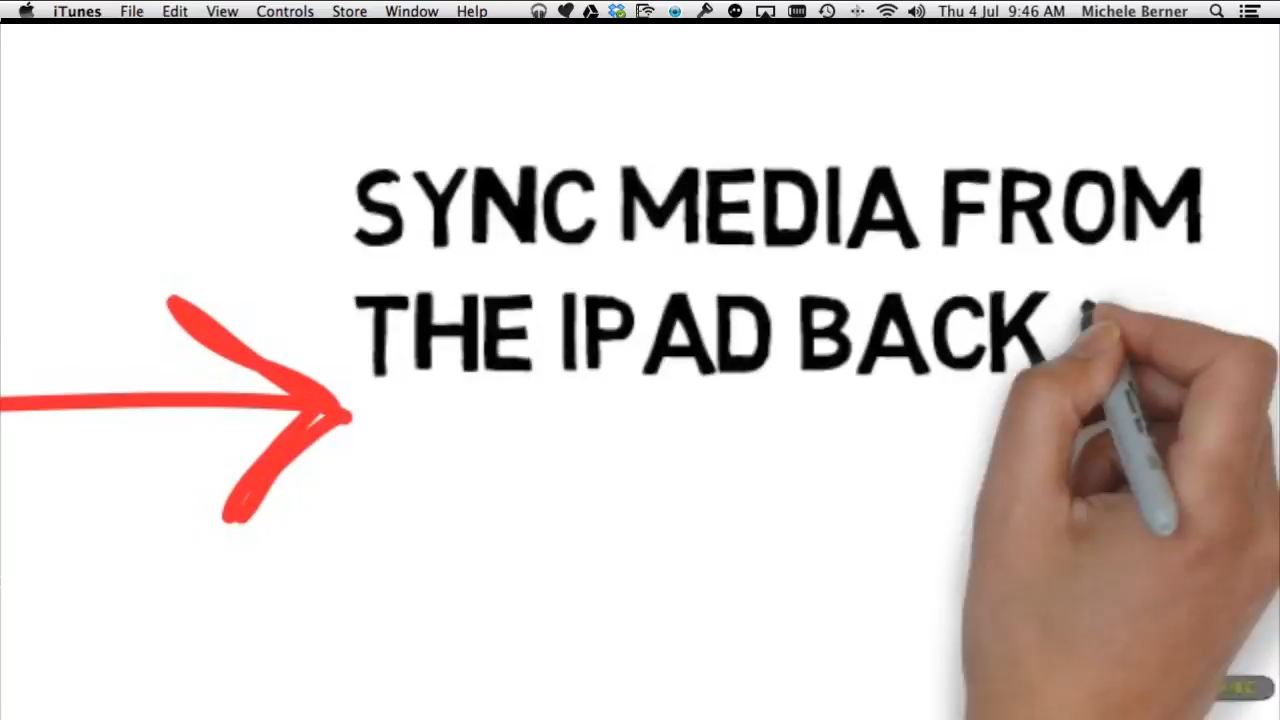 iTunes File Edit View Controls Store Window Help Thu 4 Jul 9:46 AM Michele Berner
SYNC MEDIA FROM
THE IPAD BACK